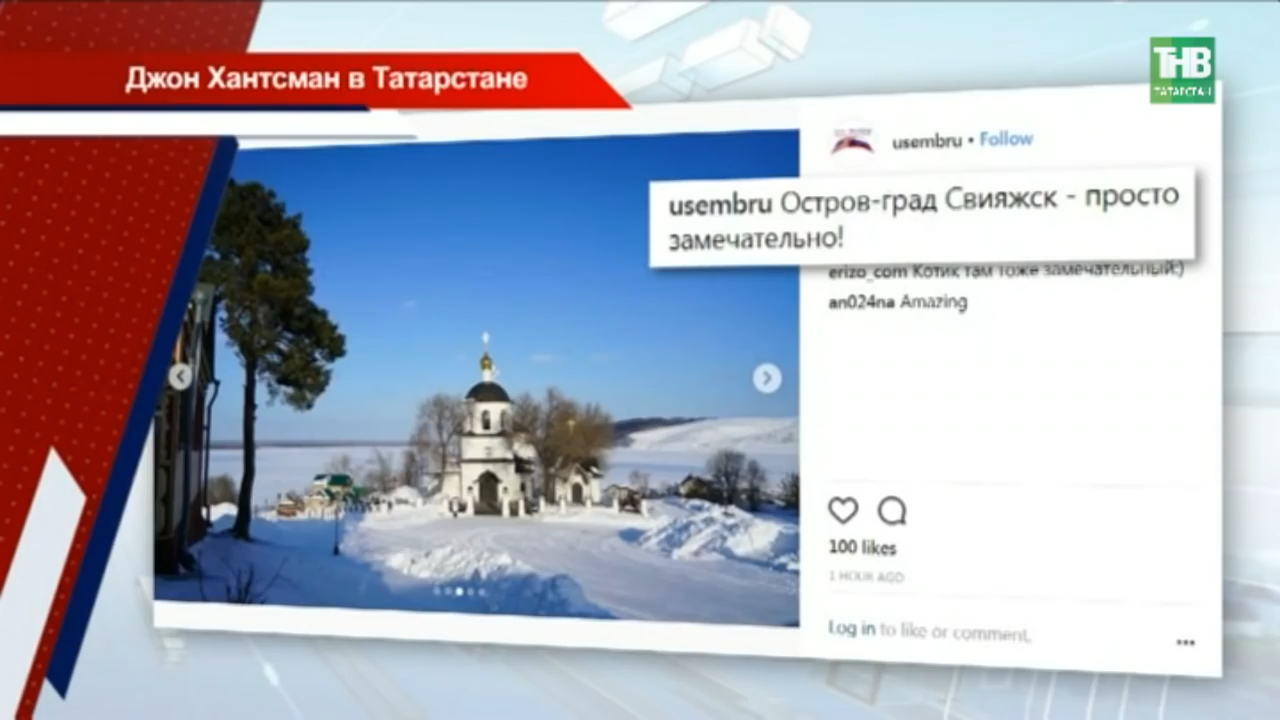 Джон Хантсман в Татарстане
ТНВ
ТАТАРСТАН
usembru • Follow
usembru Остров-град Свияжск - просто
замечательно!
erizo_com Котик там тоже замечательный:)
an024na Amazing
100 likes
1 HOUR AGO
Log in to like or comment.